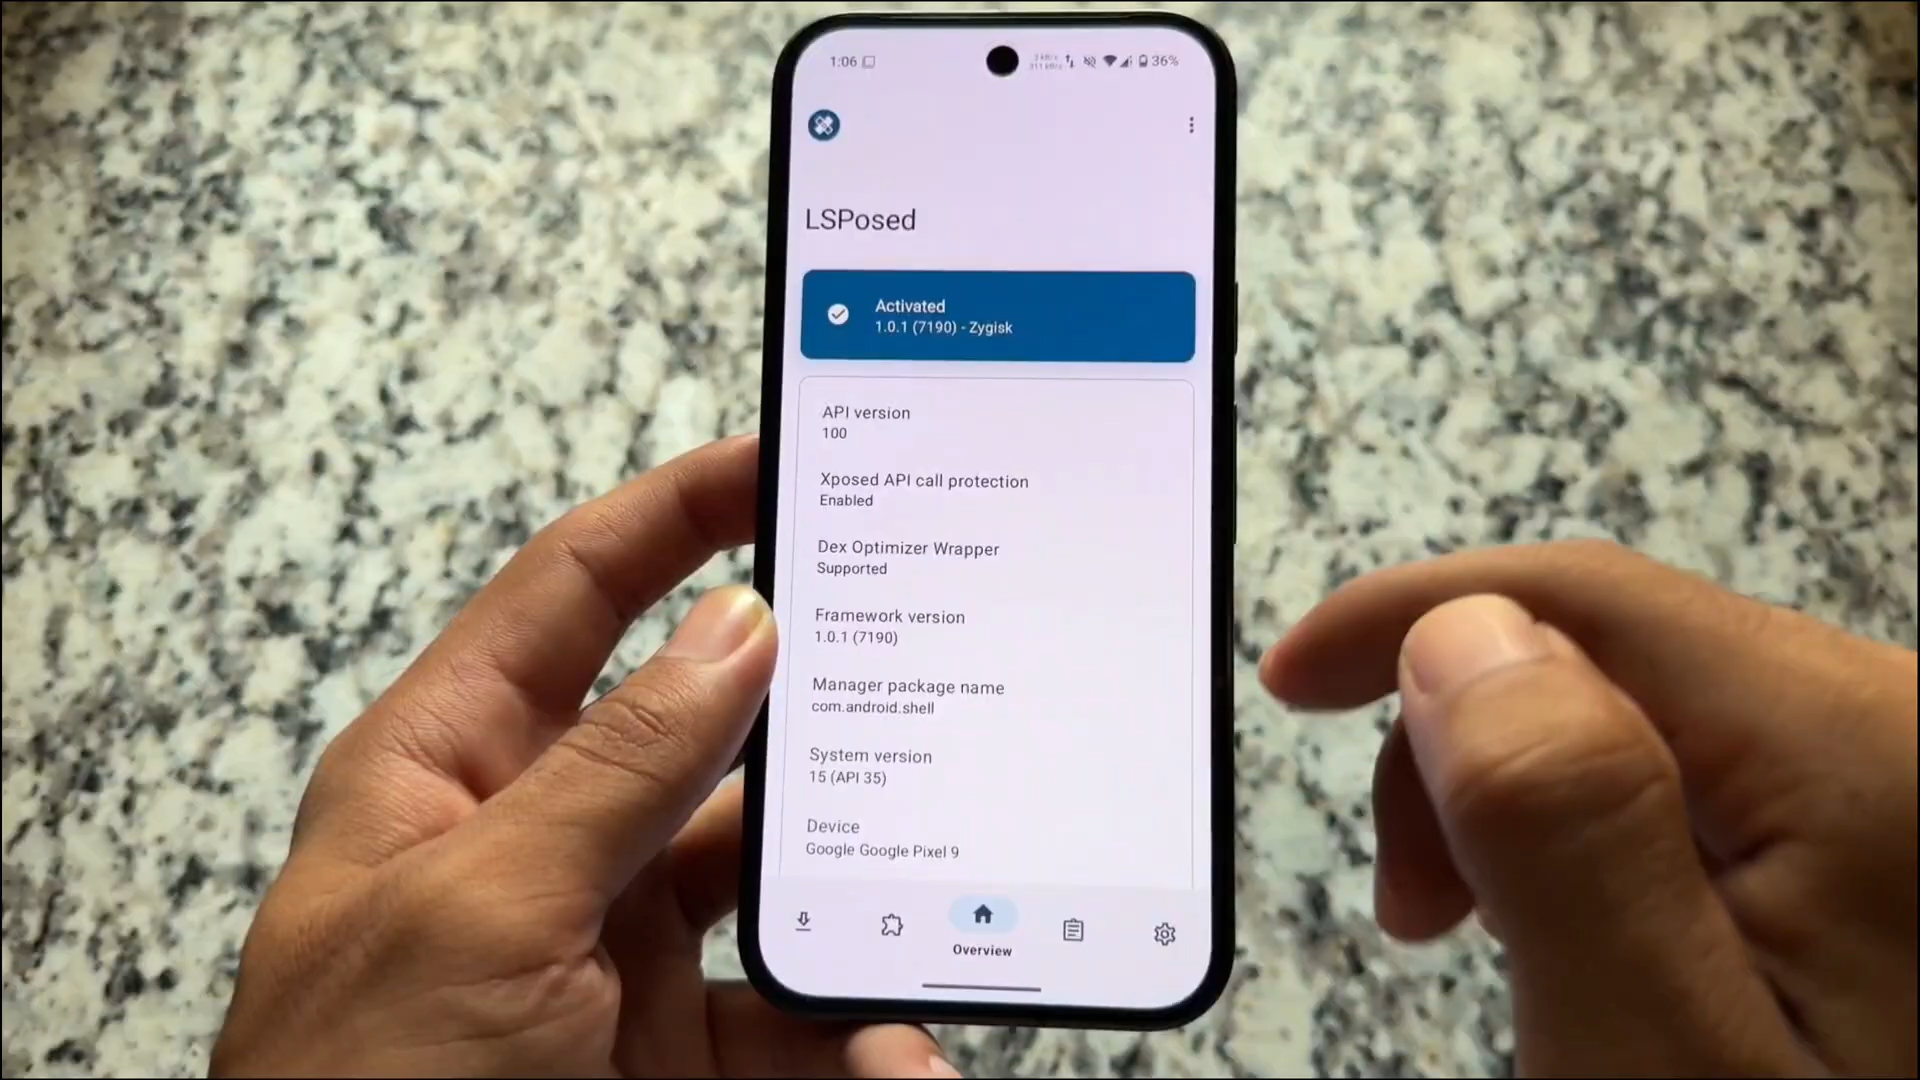 1:06
36%
LSPosed
Activated
1.0.1 (7190) - Zygisk
API version
100
Xposed API call protection
Enabled
Dex Optimizer Wrapper
Supported
Framework version
1.0.1 (7190)
Manager package name
com.android.shell
System version
15 (API 35)
Device
Google Google Pixel 9
Overview